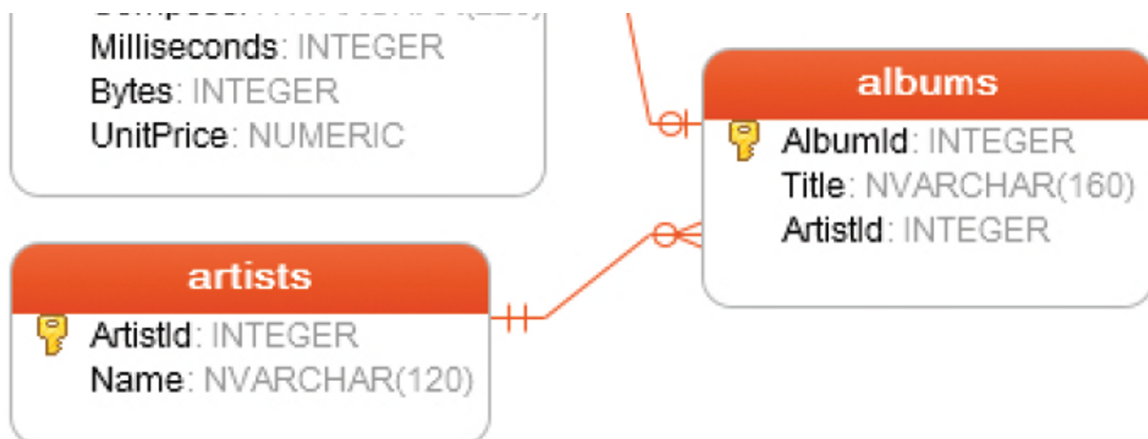 Milliseconds: INTEGER
Bytes: INTEGER
UnitPrice: NUMERIC
albums
AlbumId: INTEGER
Title: NVARCHAR(160)
ArtistId: INTEGER
artists
ArtistId: INTEGER
Name: NVARCHAR(120)